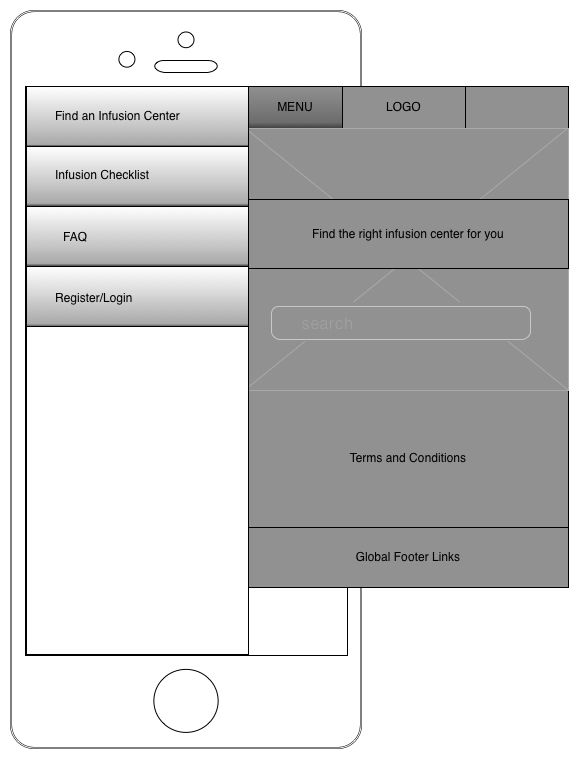 Find an Infusion Center
Infusion Checklist
FAQ
Register/Login
MENU
LOGO
Find the right infusion center for you
search
Terms and Conditions
Global Footer Links